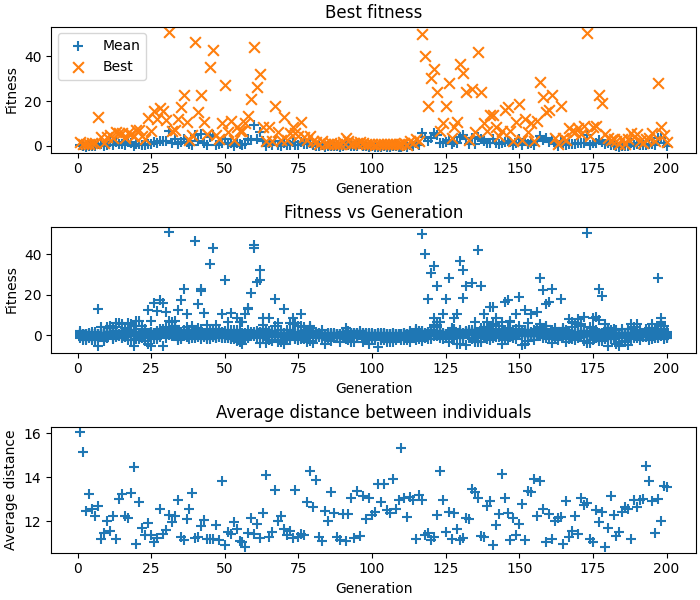 Best fitness
Fitness
40
20
0
Mean
Best
0 25 50 75 100 125 150 175 200
Generation
Fitness vs Generation
Fitness
40
20
0
0 25 50 75 100 125 150 175 200
Generation
Average distance between individuals
Average distance
16
14
12
0 25 50 75 100 125 150 175 200
Generation